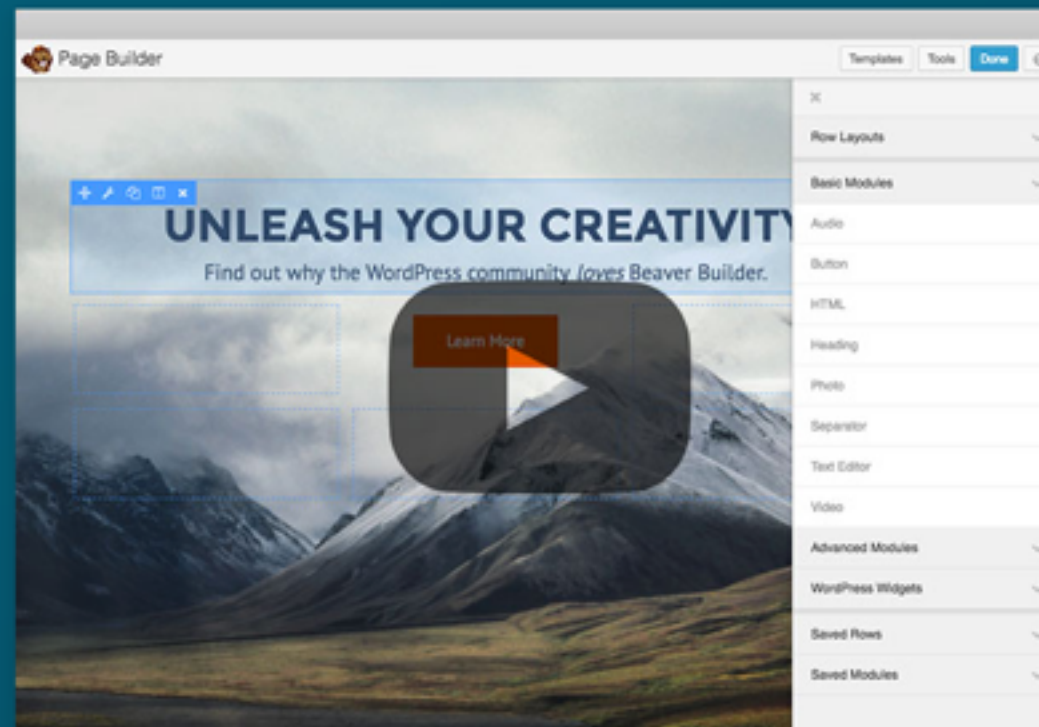 Page Builder
Templates Tools Done
UNLEASH YOUR CREATIVITY
Find out why the WordPress community loves Beaver Builder.
Learn More
Row Layouts
Basic Modules
Audio
Button
HTML
Heading
Photo
Separator
Text Editor
Video
Advanced Modules
WordPress Widgets
Saved Rows
Saved Modules